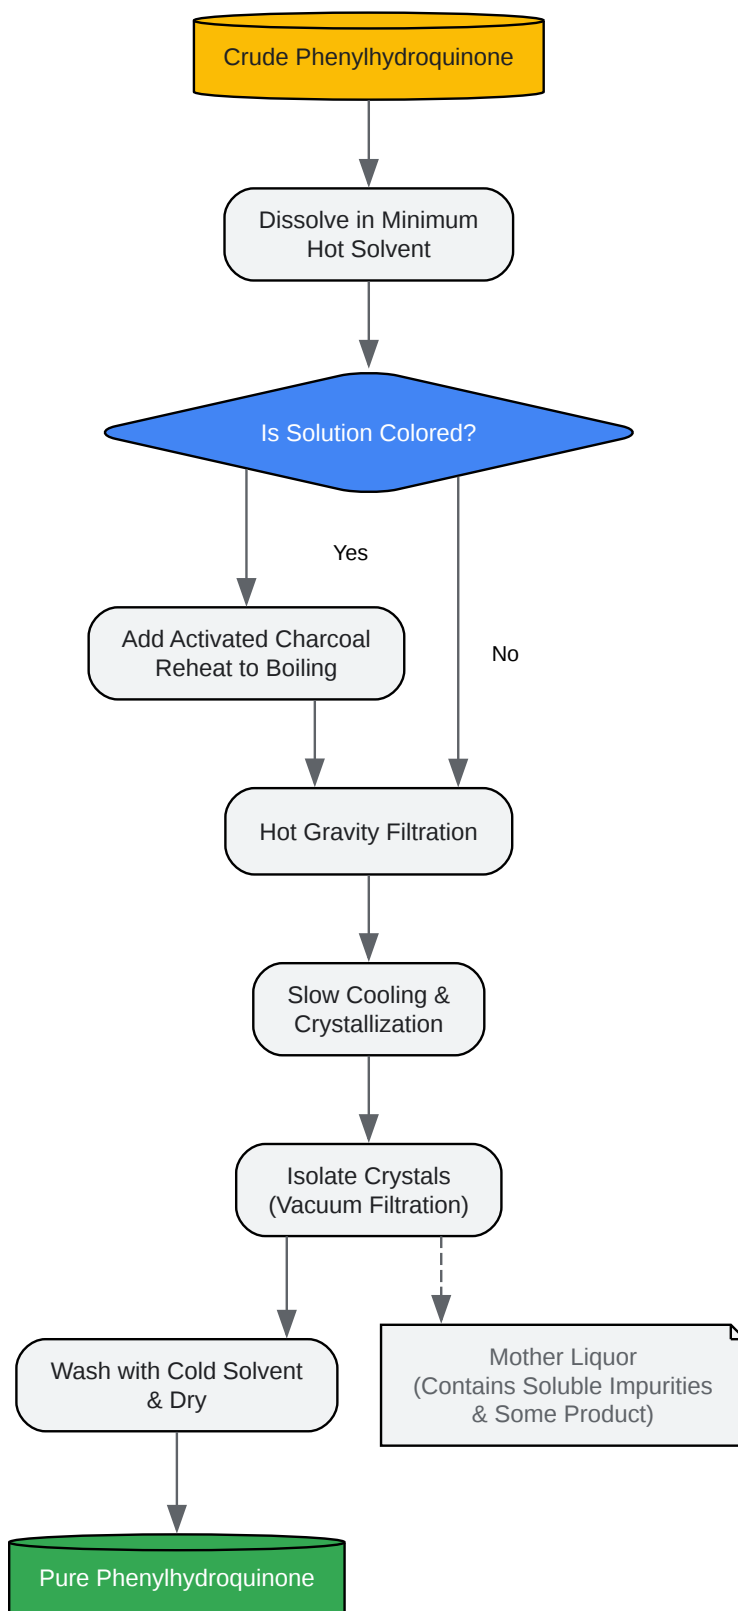 Crude Phenylhydroquinone
Dissolve in Minimum
Hot Solvent
Is Solution Colored?
Yes
Add Activated Charcoal
Reheat to Boiling
No
Hot Gravity Filtration
Slow Cooling &
Crystallization
Isolate Crystals
(Vacuum Filtration)
Wash with Cold Solvent
& Dry
Mother Liquor
(Contains Soluble Impurities
& Some Product)
Pure Phenylhydroquinone